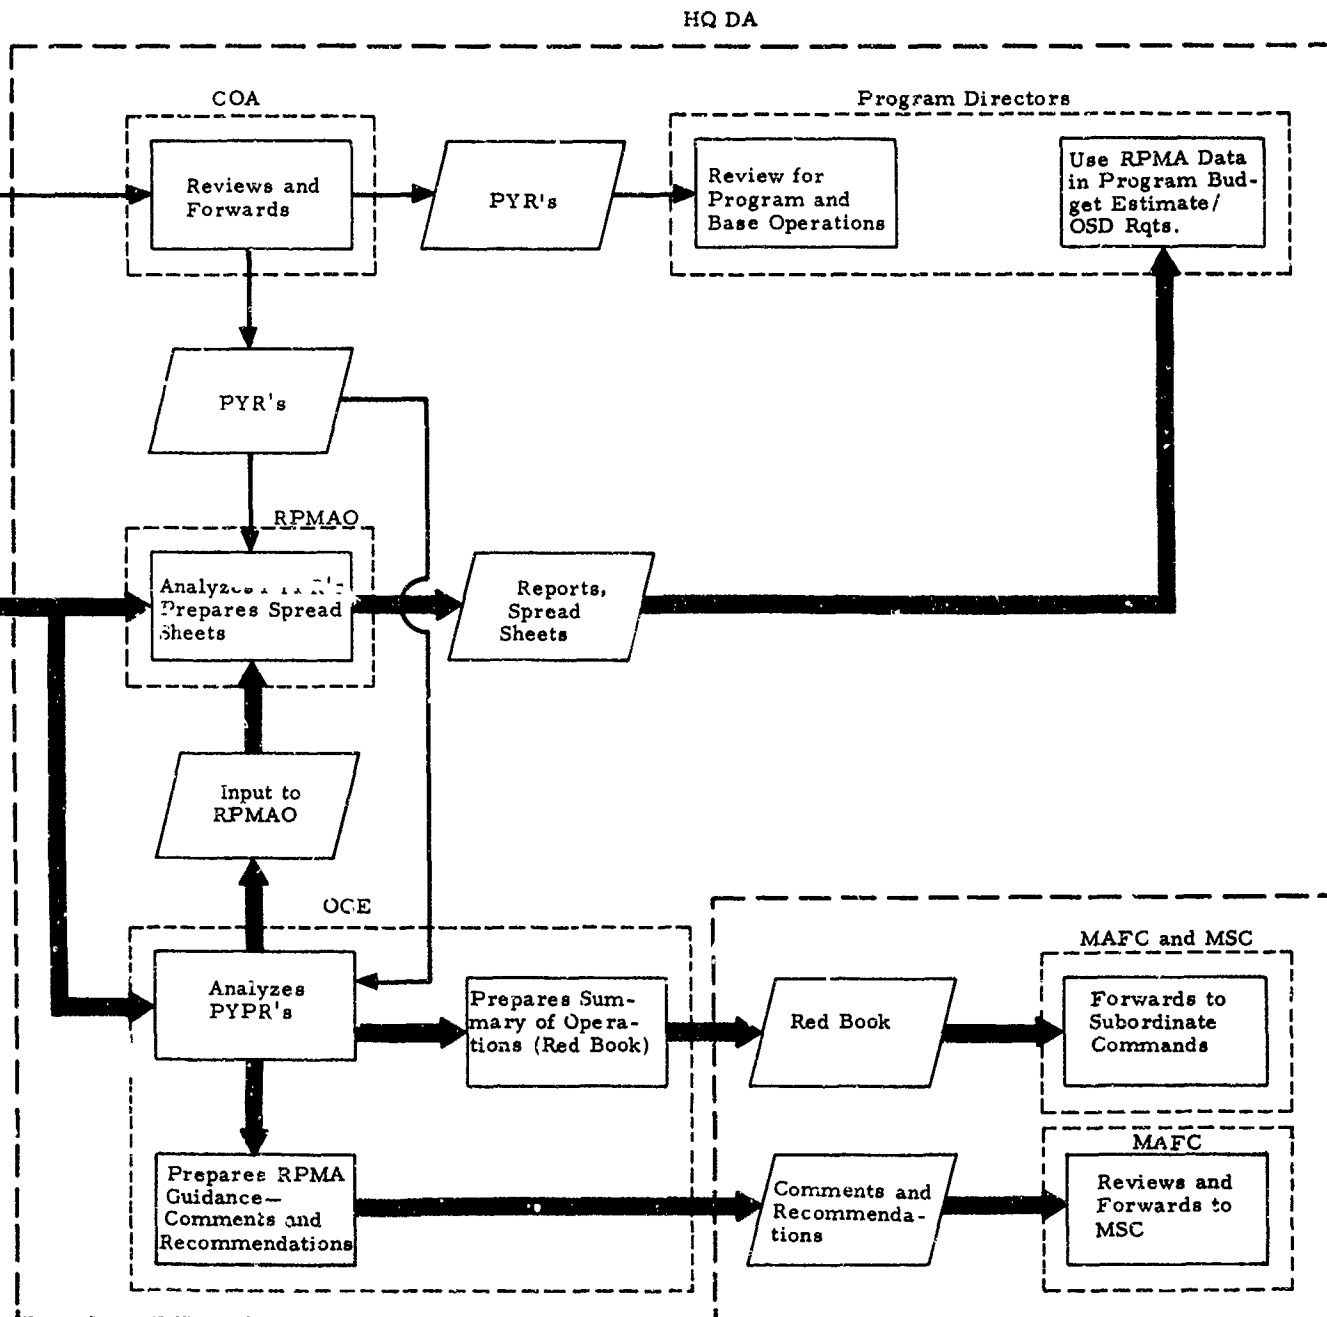 HQ DA
COA
Program Directors
Reviews and
Forwards
PYR's
Review for
Program and
Base Operations
Use RPMA Data
in Program Bud-
get Estimate/
OSD Rqts.
PYR's
RPMAO
Prepares Spread
Sheets
Reports,
Spread
Sheets
Input to
RPMAO
OCE
Analyzes
PYPR's
Prepares Sum-
mary of Opera-
tions (Red Book)
Red Book
MAFC and MSC
Forwards to
Subordinate
Commands
Prepares RPMA
Guidance—
Comments and
Recommendations
Comments and
Recommenda-
tions
MAFC
Reviews and
Forwards to
MSC